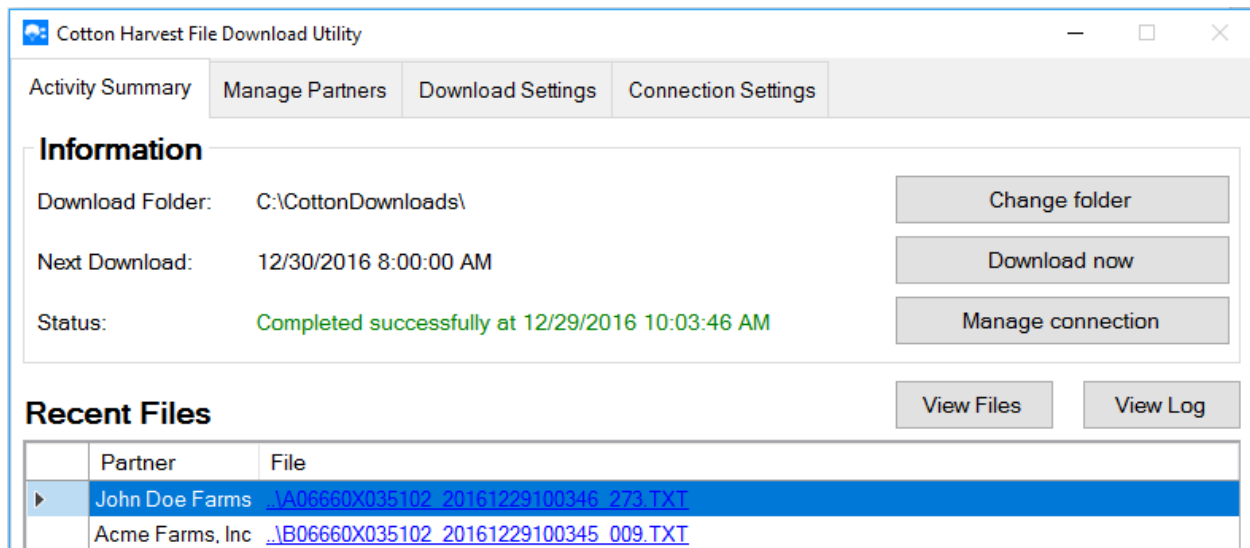 Cotton Harvest File Download Utility
Activity Summary Manage Partners Download Settings Connection Settings
Information
Download Folder: C:\CottonDownloads\ Change folder
Next Download: 12/30/2016 8:00:00 AM Download now
Status: Completed successfully at 12/29/2016 10:03:46 AM Manage connection
Recent Files View Files View Log
Partner File
John Doe Farms ..\A06660X035102_20161229100346_273.TXT
Acme Farms, Inc ..\B06660X035102_20161229100345_009.TXT